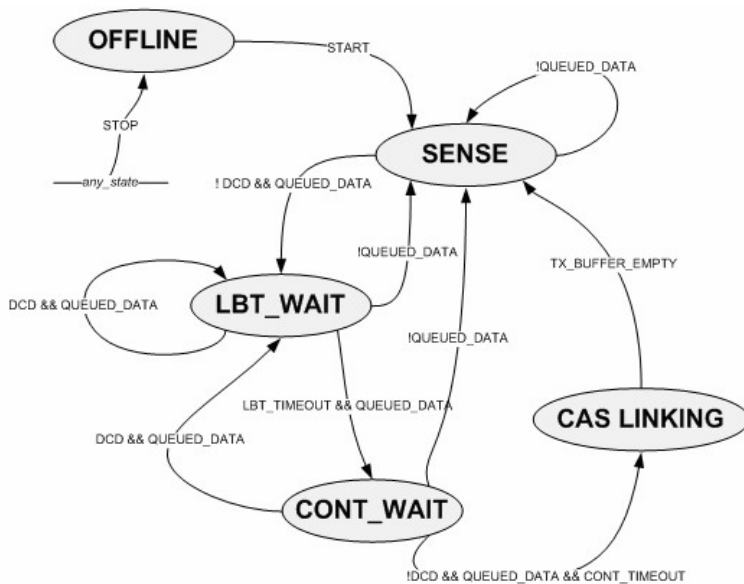 OFFLINE
START
!QUEUED_DATA
STOP
SENSE
any_state
! DCD && QUEUED_DATA
!QUEUED_DATA
TX_BUFFER_EMPTY
DCD && QUEUED_DATA
LBT_WAIT
!QUEUED_DATA
LBT_TIMEOUT && QUEUED_DATA
CAS LINKING
DCD && QUEUED_DATA
CONT_WAIT
!DCD && QUEUED_DATA && CONT_TIMEOUT